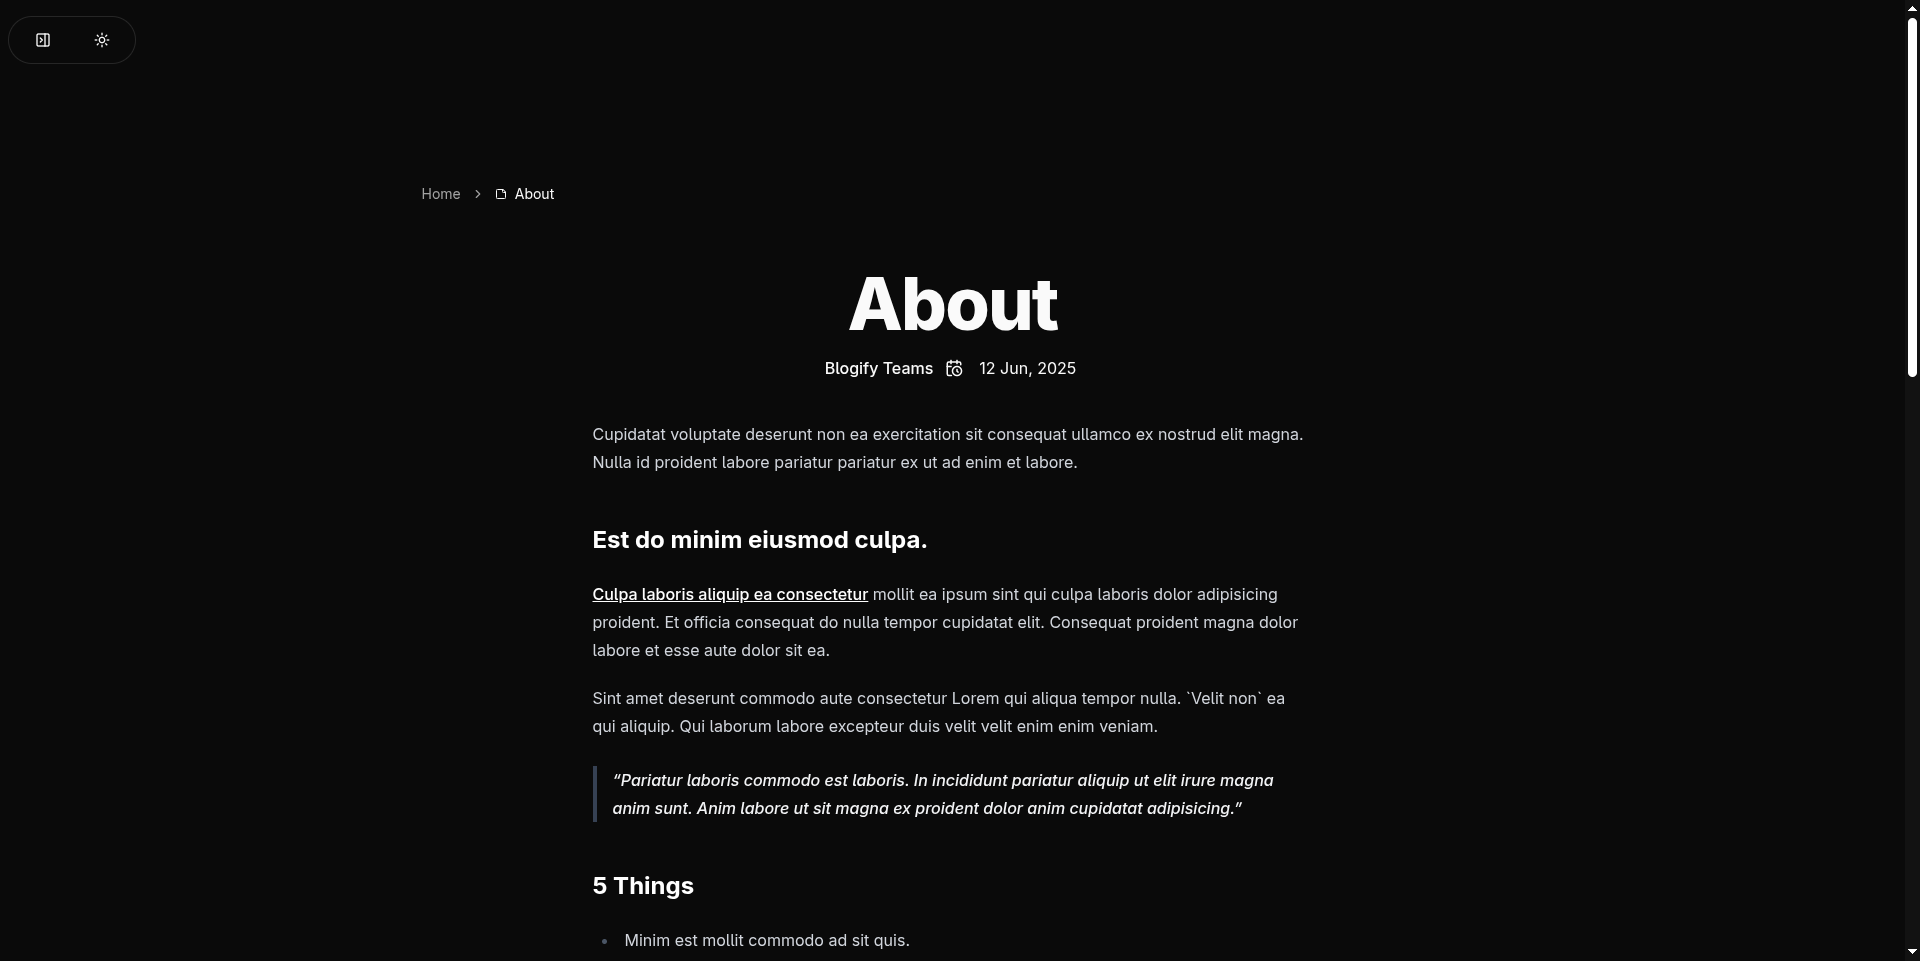 Home
About
About
Blogify Teams 12 Jun, 2025
Cupidatat voluptate deserunt non ea exercitation sit consequat ullamco ex nostrud elit magna.
Nulla id proident labore pariatur pariatur ex ut ad enim et labore.
Est do minim eiusmod culpa.
Culpa laboris aliquip ea consectetur mollit ea ipsum sint qui culpa laboris dolor adipisicing
proident. Et officia consequat do nulla tempor cupidatat elit. Consequat proident magna dolor
labore et esse aute dolor sit ea.
Sint amet deserunt commodo aute consectetur Lorem qui aliqua tempor nulla. `Velit non` ea
qui aliquip. Qui laborum labore excepteur duis velit velit enim enim veniam.
“Pariatur laboris commodo est laboris. In incididunt pariatur aliquip ut elit irure magna
anim sunt. Anim labore ut sit magna ex proident dolor anim cupidatat adipisicing.”
5 Things
• Minim est mollit commodo ad sit quis.